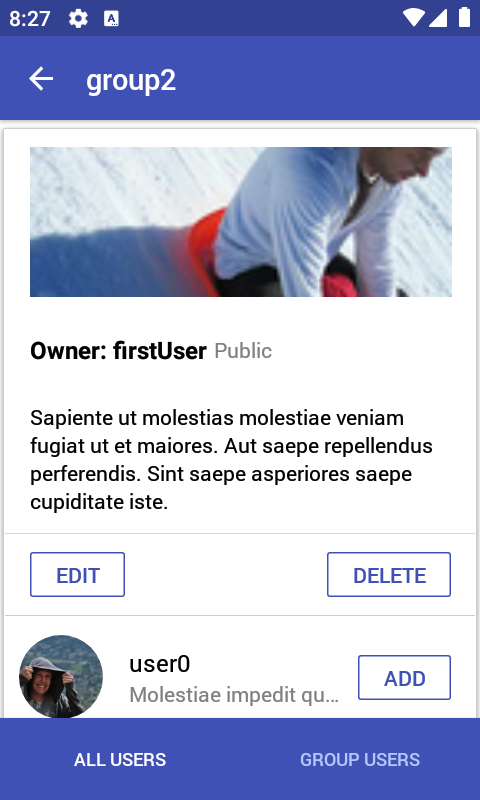 8:27
group2
Owner: firstUser Public
Sapiente ut molestias molestiae veniam
fugiat ut et maiores. Aut saepe repellendus
perferendis. Sint saepe asperiores saepe
cupiditate iste.
EDIT
DELETE
user0
Molestiae impedit qu...
ADD
ALL USERS
GROUP USERS